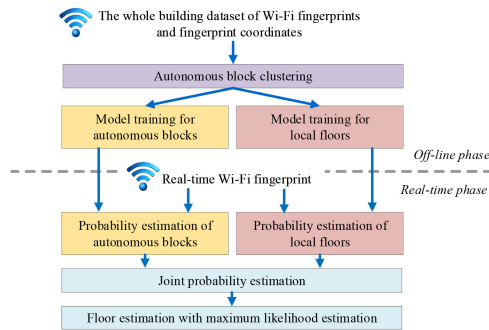 The whole building dataset of Wi-Fi fingerprints
and fingerprint coordinates
Autonomous block clustering
Model training for
autonomous blocks
Model training for
local floors
Off-line phase
Real-time Wi-Fi fingerprint
Real-time phase
Probability estimation of
autonomous blocks
Probability estimation of
local floors
Joint probability estimation
Floor estimation with maximum likelihood estimation